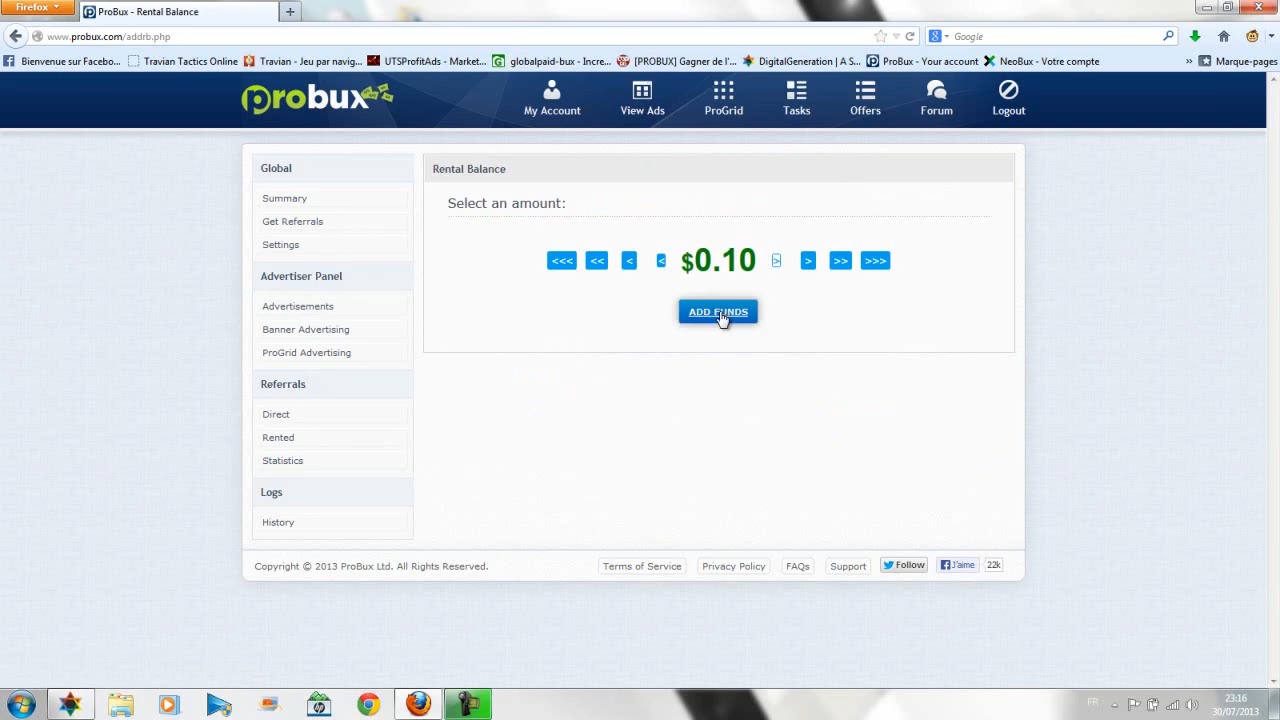 Firefox
ProBux - Rental Balance
www.probux.com/addrb.php
Google
Bienvenue sur Facebo...
Travian Tactics Online
Travian - Jeu par navig...
UTSProfitAds - Market...
globalpaid-bux - Incre...
[PROBUX] Gagner de l'...
DigitalGeneration | A S...
ProBux - Your account
NeoBux - Votre compte
»
Marque-pages
probux
My Account
View Ads
ProGrid
Tasks
Offers
Forum
Logout
Global
Summary
Get Referrals
Settings
Advertiser Panel
Advertisements
Banner Advertising
ProGrid Advertising
Referrals
Direct
Rented
Statistics
Logs
History
Rental Balance
Select an amount:
<<< << < < $0.10 > > >> >>>
ADD FUNDS
Copyright © 2013 ProBux Ltd. All Rights Reserved.
Terms of Service
Privacy Policy
FAQs
Support
Follow
J'aime
22k
FR
23:16
30/07/2013